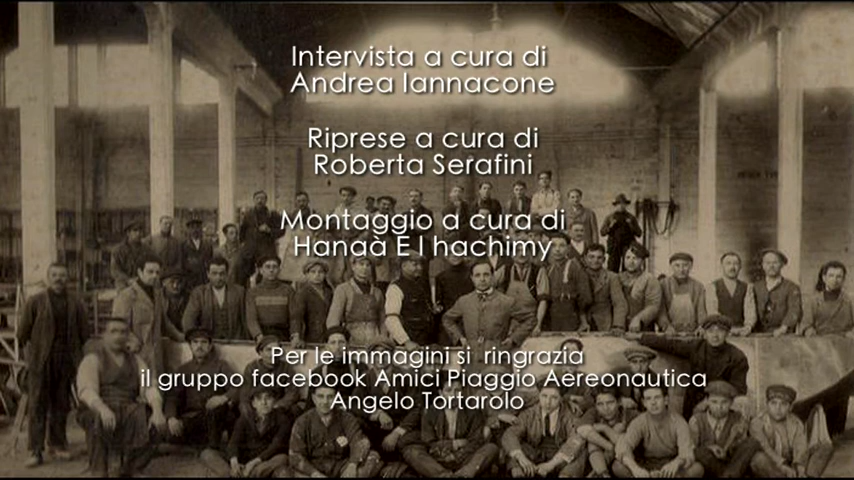 Intervista a cura di
Andrea Iannacone
Riprese a cura di
Roberta Serafini
Montaggio a cura di
Hanaà E l hachimy
Per le immagini si ringrazia
il gruppo facebook Amici Piaggio Aereonautica
Angelo Tortarolo